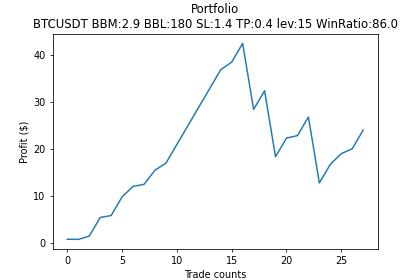 Portfolio
BTCUSDT BBM:2.9 BBL:180 SL:1.4 TP:0.4 lev:15 WinRatio:86.0
40
30
20
10
0
Profit ($)
0 5 10 15 20 25
Trade counts